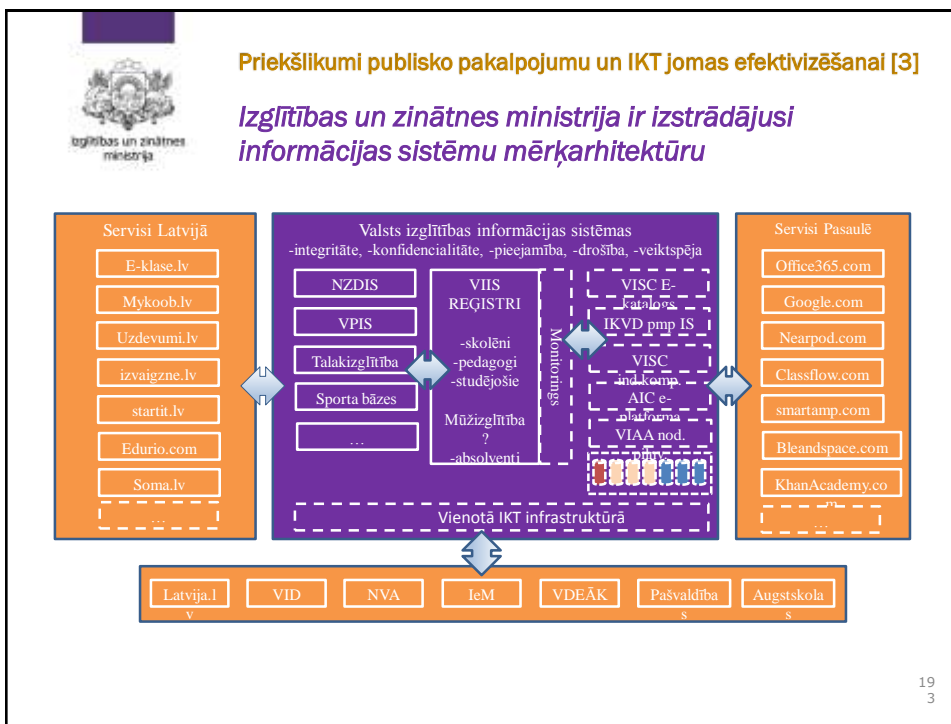 Izglītības un zinātnes
ministrija
Priekšlikumi publisko pakalpojumu un IKT jomas efektivizēšanai [3]
Izglītības un zinātnes ministrija ir izstrādājusi
informācijas sistēmu mērķarhitektūru
Servisi Latvijā
E-klase.lv
Mykoob.lv
Uzdevumi.lv
izvaigzne.lv
startit.lv
Edurio.com
Soma.lv
…
Valsts izglītības informācijas sistēmas
-integritāte, -konfidencialitāte, -pieejamība, -drošība, -veiktspēja
NZDIS
VPIS
Talakizglītība
Sporta bāzes
…
VIIS
REĢISTRI
-skolēni
-pedagogi
-studējošie
Mūžizglītība
?
-absolventi
Monitorings
VISC E-
katalogs
IKVD pmp IS
VISC
ind.komp.
AIC e-
platforma
VIAA nod.
Vienotā IKT infrastruktūrā
Servisi Pasaulē
Office365.com
Google.com
Nearpod.com
Classflow.com
smartamp.com
Bleandspace.com
KhanAcademy.co
m
…
Latvija.l
v
VID
NVA
IeM
VDEĀK
Pašvaldība
s
Augstskola
s
19
3